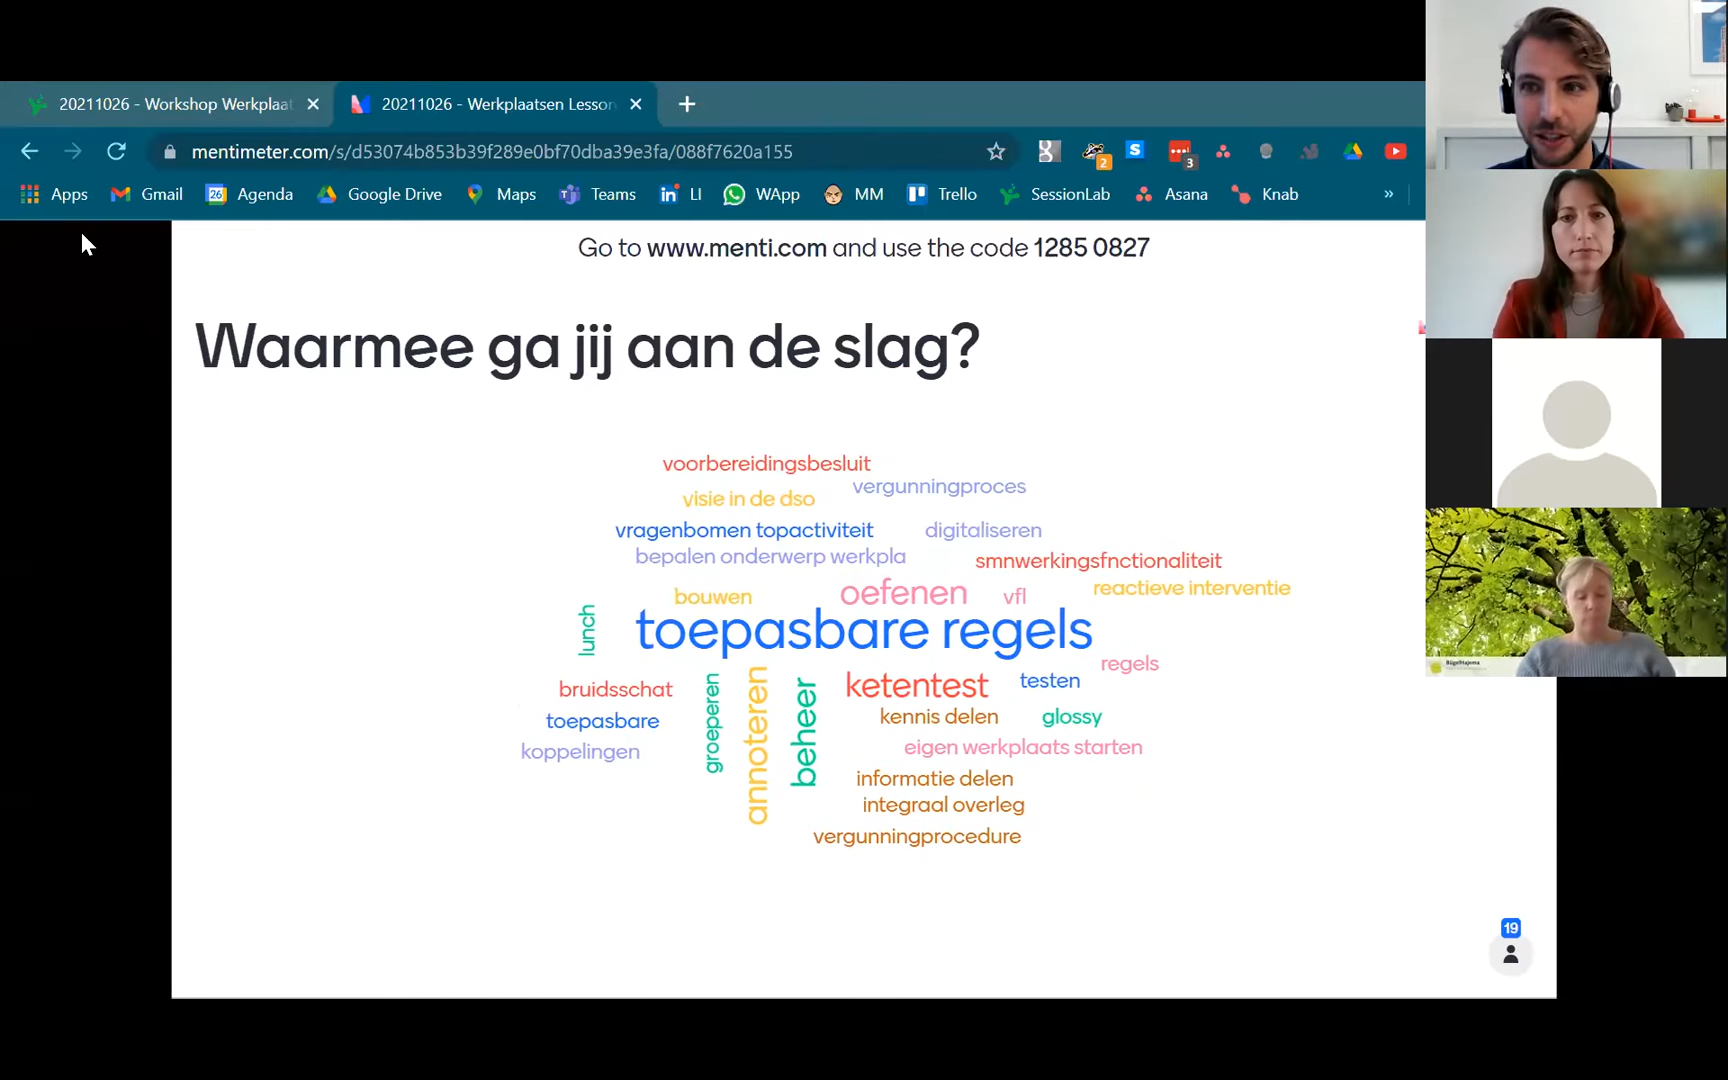 20211026 - Workshop Werkplaat
20211026 - Werkplaatsen Lesson
mentimeter.com/s/d53074b853b39f289e0bf70dba39e3fa/088f7620a155
2
S
3
Apps
Gmail
26
Agenda
Google Drive
Maps
Teams
LI
WApp
MM
Trello
SessionLab
Asana
Knab
»
Go to www.menti.com and use the code 1285 0827
Waarmee ga jij aan de slag?
voorbereidingsbesluit
vergunningproces
visie in de dso
vragenbomen topactiviteit
digitaliseren
bepalen onderwerp werkpla
smnwerkingsfnctionaliteit
reactieve interventie
bouwen
oefenen
vfl
lunch
toepasbare regels
regels
bruidsschat
groeperen
annoteren
beheer
ketentest
testen
toepasbare
kennis delen
glossy
koppelingen
eigen werkplaats starten
informatie delen
integraal overleg
vergunningprocedure
19
BügelHajema